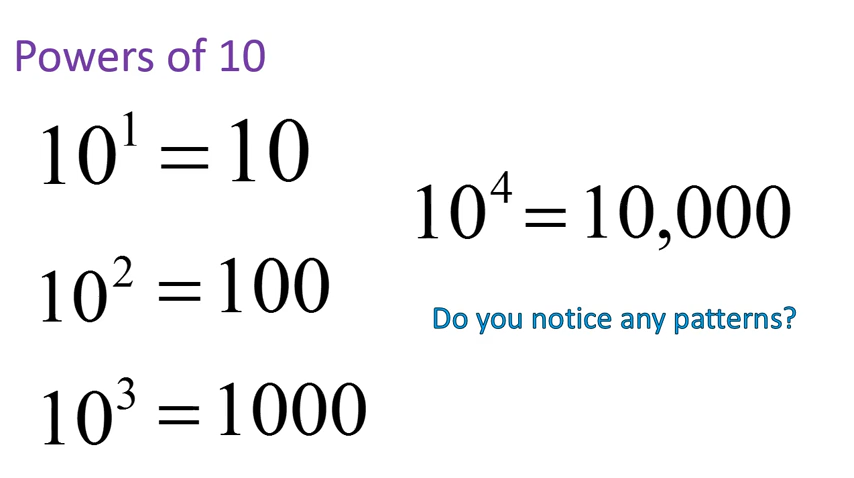 Powers of 10
10¹ = 10
10² = 100
10³ = 1000
10⁴ = 10,000
Do you notice any patterns?